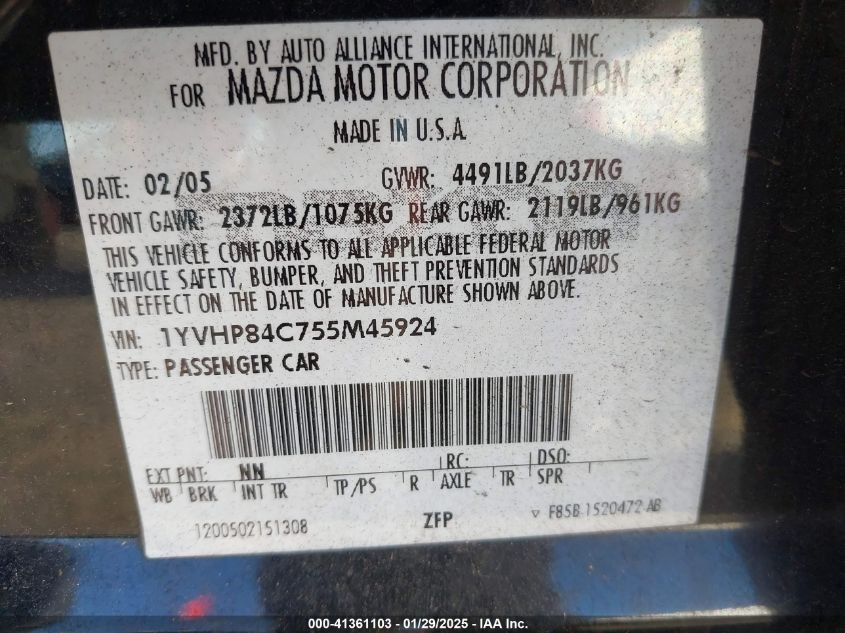 MFD. BY AUTO ALLIANCE INTERNATIONAL, INC.
FOR MAZDA MOTOR CORPORATION
MADE IN U.S.A.
DATE: 02/05 GVWR: 4491LB/2037KG
FRONT GAWR: 2372LB/1075KG REAR GAWR: 2119LB/961KG
THIS VEHICLE CONFORMS TO ALL APPLICABLE FEDERAL MOTOR
VEHICLE SAFETY, BUMPER, AND THEFT PREVENTION STANDARDS
IN EFFECT ON THE DATE OF MANUFACTURE SHOWN ABOVE.
VIN: 1YVHP84C755M45924
TYPE: PASSENGER CAR
EXT PNT: NN RC: DSO:
WB BRK INT TR TP/PS R AXLE TR SPR
1200502151308 ZFP F85B 1520472 AB
000-41361103 - 01/29/2025 - IAA Inc.